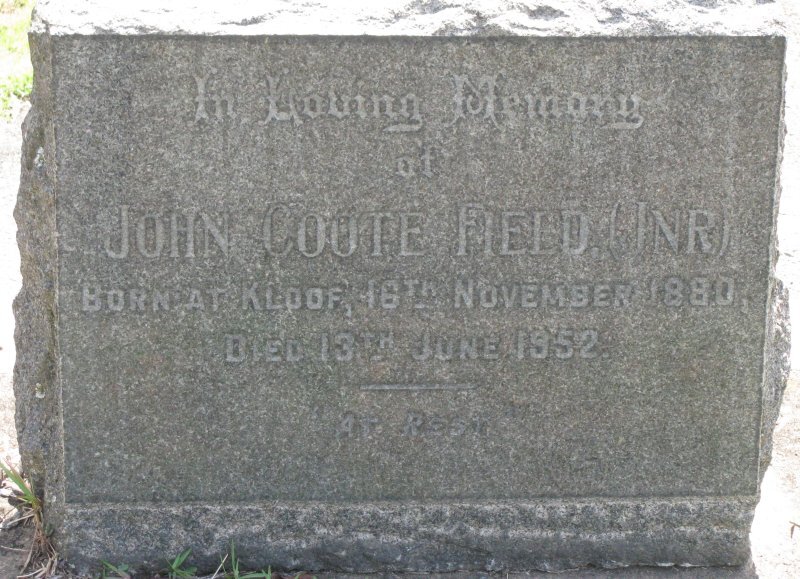 In Loving Memory
of
JOHN COOTE FIELD, (JNR)
BORN AT KLOOF, 16TH NOVEMBER 1880.
DIED 13TH JUNE 1952.
"AT REST"